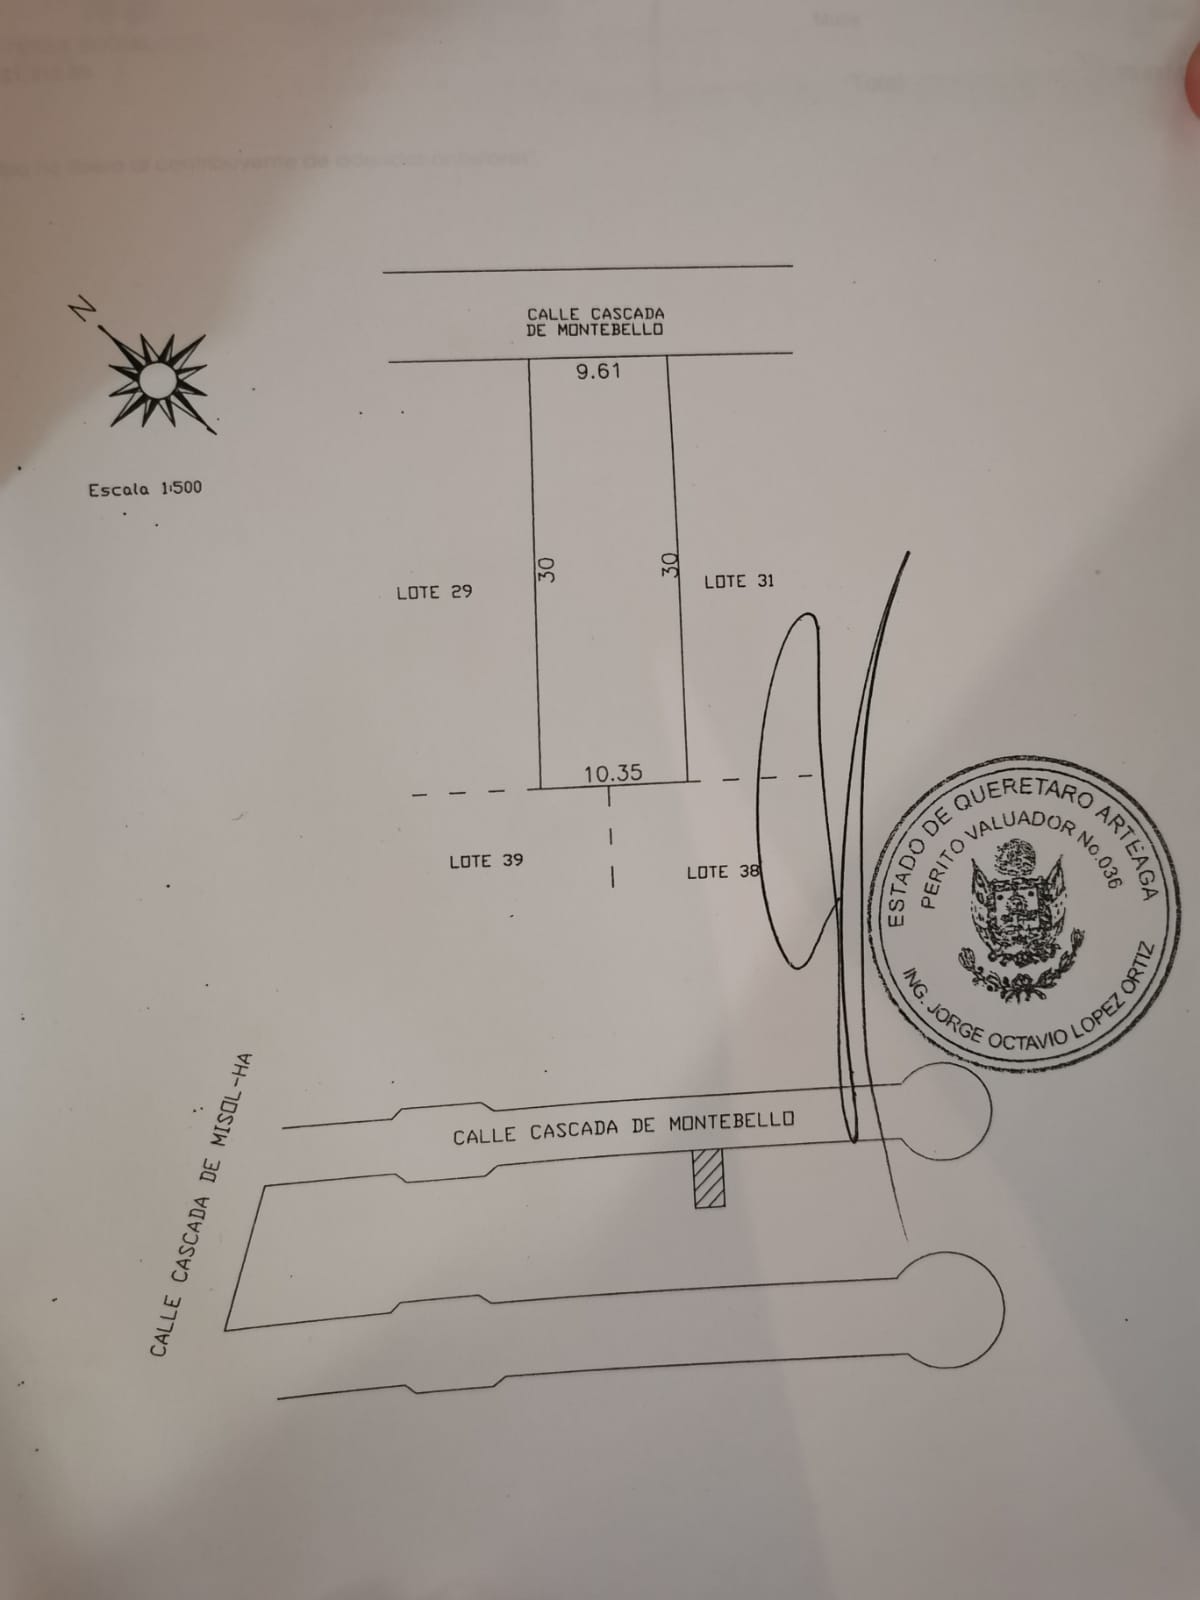 N
Escala 1:500
CALLE CASCADA
DE MONTEBELLO
9.61
30
30
LOTE 29
LOTE 31
10.35
LOTE 39
LOTE 38
ESTADO DE QUERETARO ARTEAGA
PERITO VALUADOR No.036
ING. JORGE OCTAVIO LOPEZ ORTIZ
CALLE CASCADA DE MISOL-HA
CALLE CASCADA DE MONTEBELLO